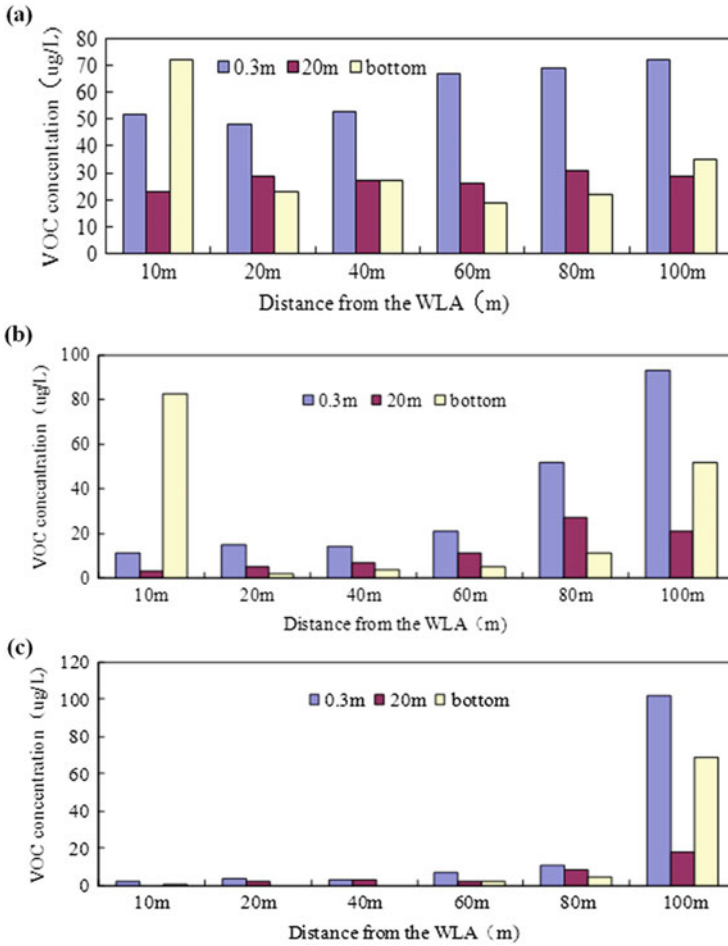 (a)
VOC concentation (ug/L)
80
70
60
50
40
30
20
10
0
0.3m 20m bottom
10m 20m 40m 60m 80m 100m
Distance from the WLA (m)
(b)
VOC concentration (ug/L)
100
80
60
40
20
0
0.3m 20m bottom
10m 20m 40m 60m 80m 100m
Distance from the WLA (m)
(c)
VOC concentration (ug/L)
120
100
80
60
40
20
0
0.3m 20m bottom
10m 20m 40m 60m 80m 100m
Distance from the WLA (m)